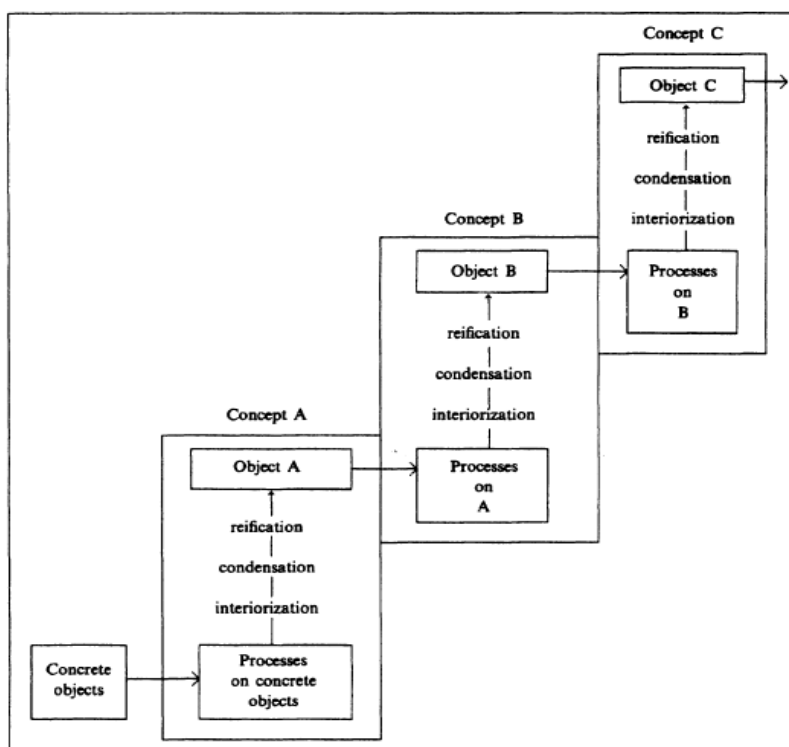 Concept C
Object C
reification
condensation
interiorization
Processes
on
B
Concept B
Object B
reification
condensation
interiorization
Processes
on
A
Concept A
Object A
reification
condensation
interiorization
Processes
on concrete
objects
Concrete
objects